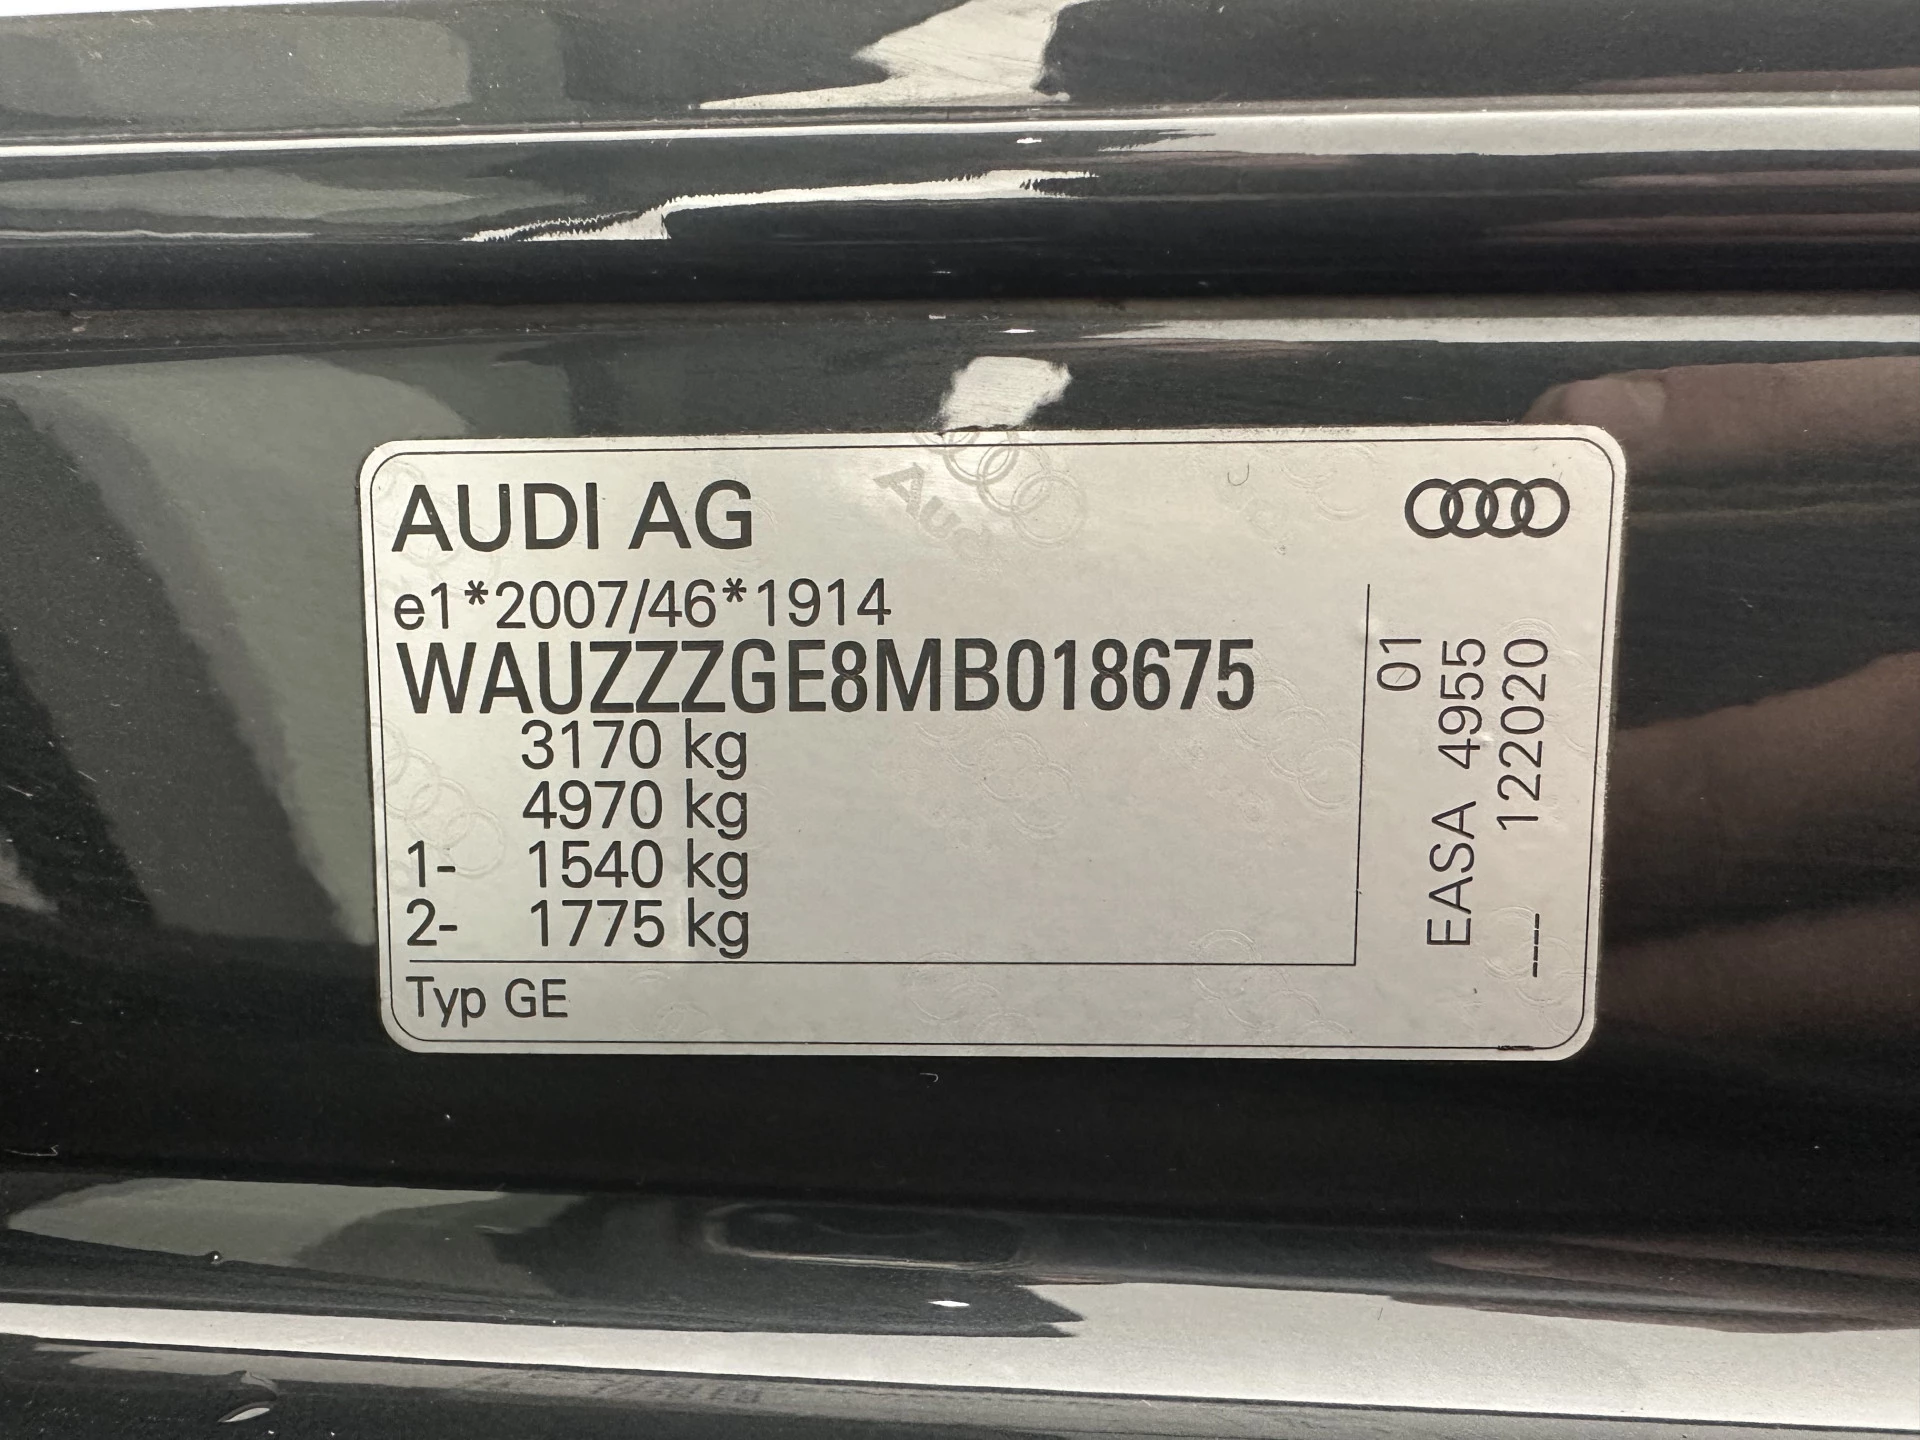 AUDI AG
e1*2007/46*1914
WAUZZZGE8MB018675
3170 kg
4970 kg
1- 1540 kg
2- 1775 kg
Typ GE
01
EASA 4955
122020
Audi